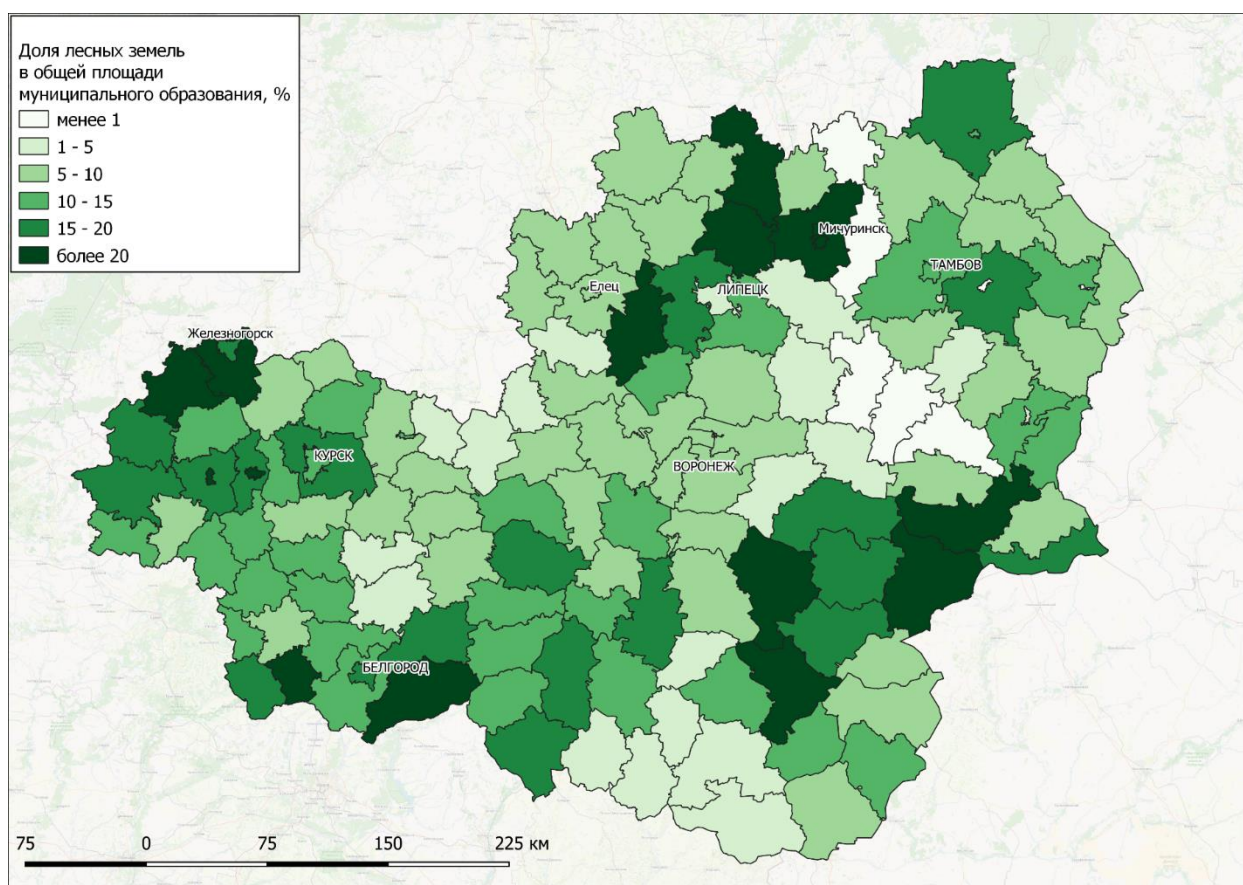 Доля лесных земель
в общей площади
муниципального образования, %
менее 1
1 - 5
5 - 10
10 - 15
15 - 20
более 20
Мичуринск
ТАМБОВ
Елец
ЛИПЕЦК
Железногорск
КУРСК
ВОРОНЕЖ
БЕЛГОРОД
75 0 75 150 225 км